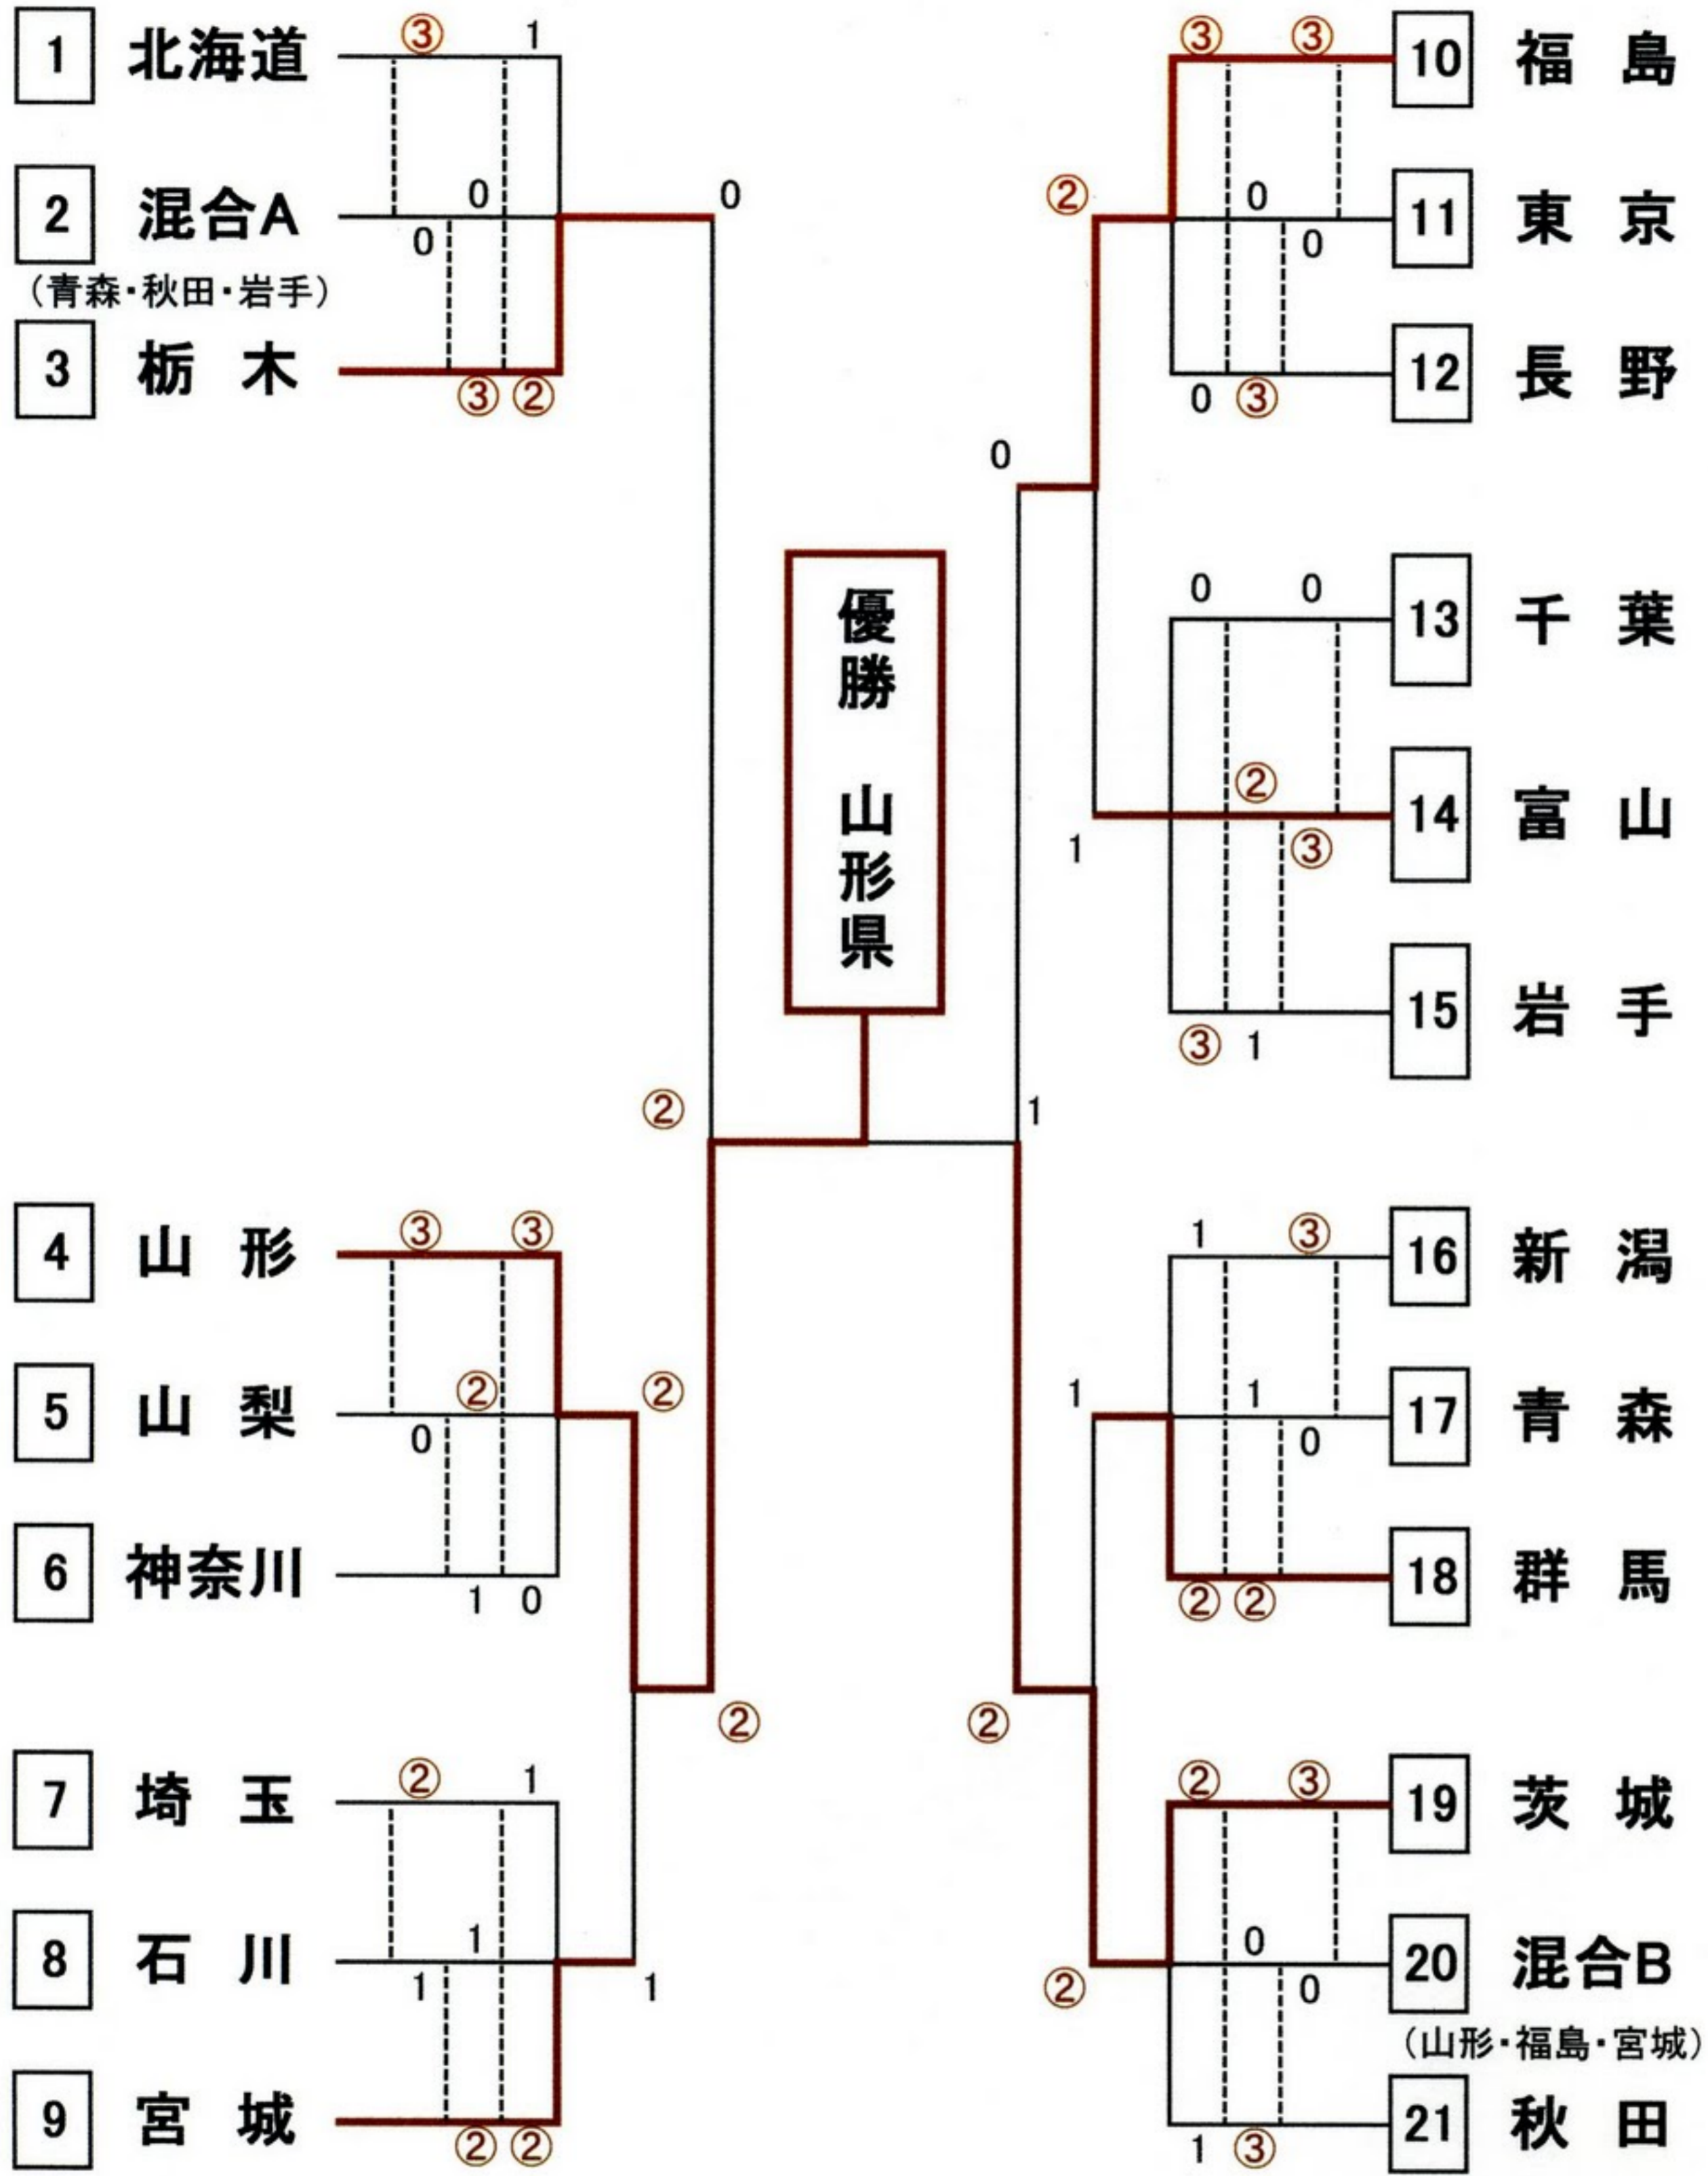 ③ 1
1 北海道
0
2 混合A
0
(青森・秋田・岩手)
3 栃木
③ ②
0
②
4 山形
③ ③
②
5 山梨
0
②
6 神奈川
1 0
②
7 埼玉
② 1
1
8 石川
1
1
9 宮城
② ②
優勝 山形県
③ ③
10 福島
②
0
11 東京
0
12 長野
0 ③
0
0 0
13 千葉
②
14 富山
③
1
15 岩手
③ 1
1
1 ③
16 新潟
1
1
17 青森
0
18 群馬
② ②
②
② ③
19 茨城
0
20 混合B
0
②
(山形・福島・宮城)
21 秋田
1 ③